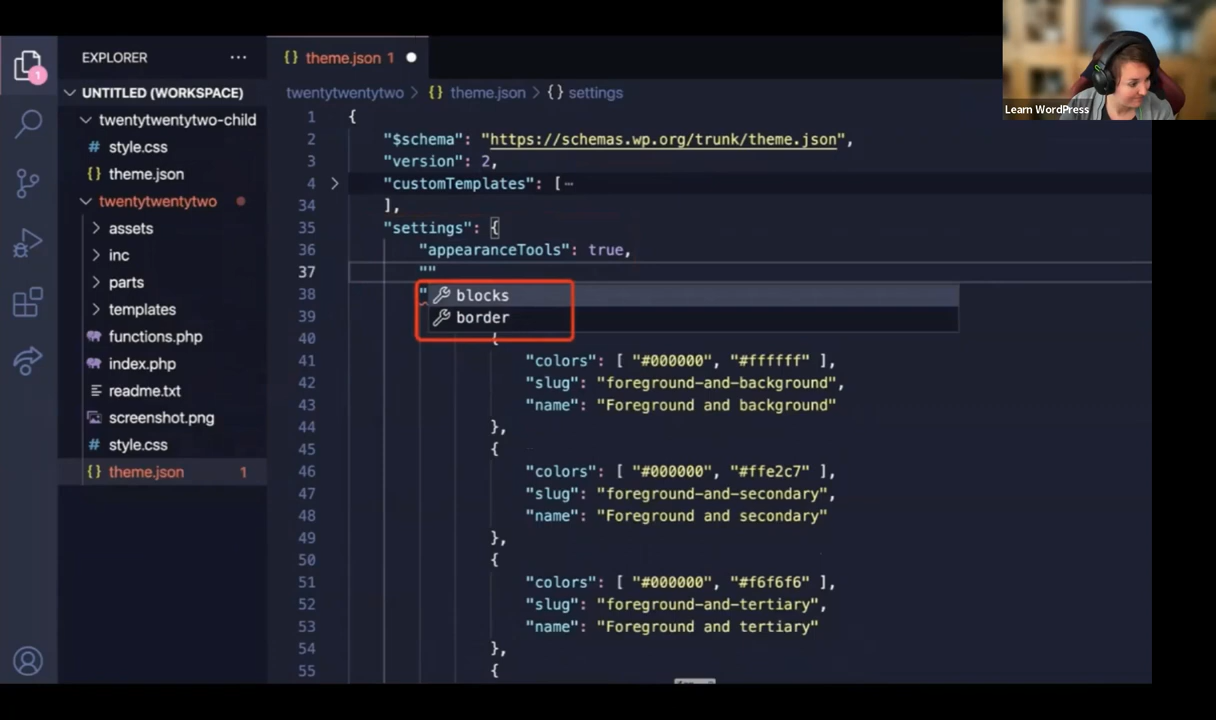 EXPLORER
UNTITLED (WORKSPACE)
twentytwentytwo-child
# style.css
{} theme.json
twentytwentytwo
assets
inc
parts
templates
functions.php
index.php
readme.txt
screenshot.png
# style.css
{} theme.json 1
1
{} theme.json 1
twentytwentytwo > {} theme.json > {} settings
1 {
2 "$schema": "https://schemas.wp.org/trunk/theme.json",
3 "version": 2,
4 "customTemplates": [
34 ],
35 "settings": {
36 "appearanceTools": true,
37 ""
38 "
blocks
border
39
40 {
41 "colors": [ "#000000", "#ffffff" ],
42 "slug": "foreground-and-background",
43 "name": "Foreground and background"
44 },
45 {
46 "colors": [ "#000000", "#ffe2c7" ],
47 "slug": "foreground-and-secondary",
48 "name": "Foreground and secondary"
49 },
50 {
51 "colors": [ "#000000", "#f6f6f6" ],
52 "slug": "foreground-and-tertiary",
53 "name": "Foreground and tertiary"
54 },
55 {
Learn WordPress